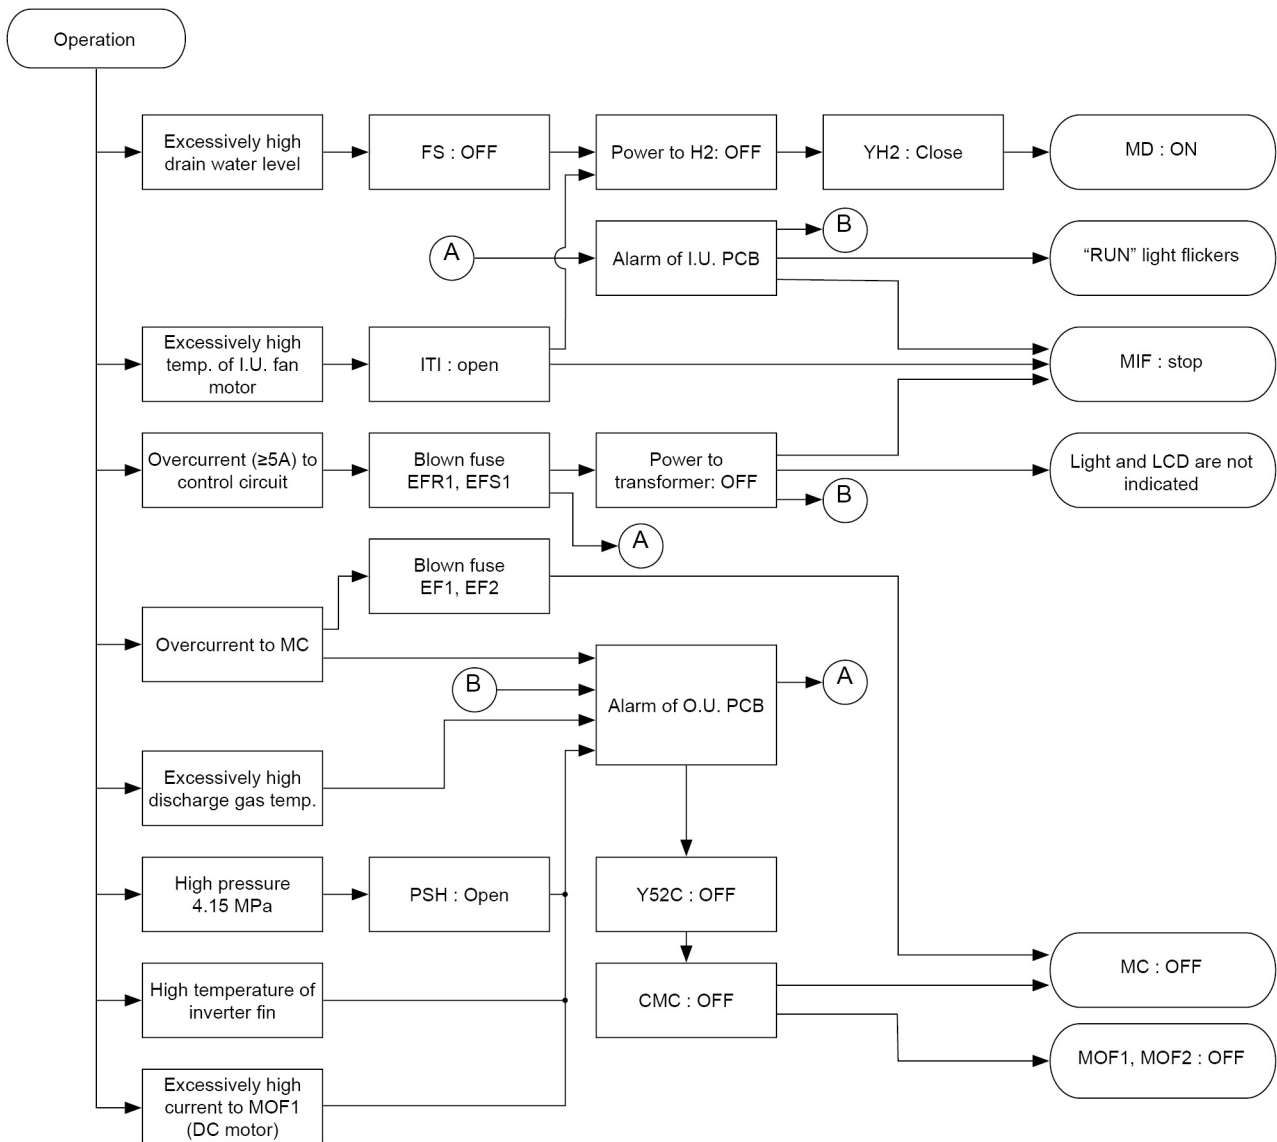 Operation
Excessively high
drain water level
FS : OFF
Power to H2: OFF
YH2 : Close
MD : ON
A
Alarm of I.U. PCB
B
“RUN” light flickers
Excessively high
temp. of I.U. fan
motor
ITI : open
MIF : stop
Overcurrent (≥5A) to
control circuit
Blown fuse
EFR1, EFS1
Power to
transformer: OFF
Light and LCD are not
indicated
B
A
Blown fuse
EF1, EF2
Overcurrent to MC
B
Alarm of O.U. PCB
A
Excessively high
discharge gas temp.
High pressure
4.15 MPa
PSH : Open
Y52C : OFF
High temperature of
inverter fin
CMC : OFF
MC : OFF
MOF1, MOF2 : OFF
Excessively high
current to MOF1
(DC motor)